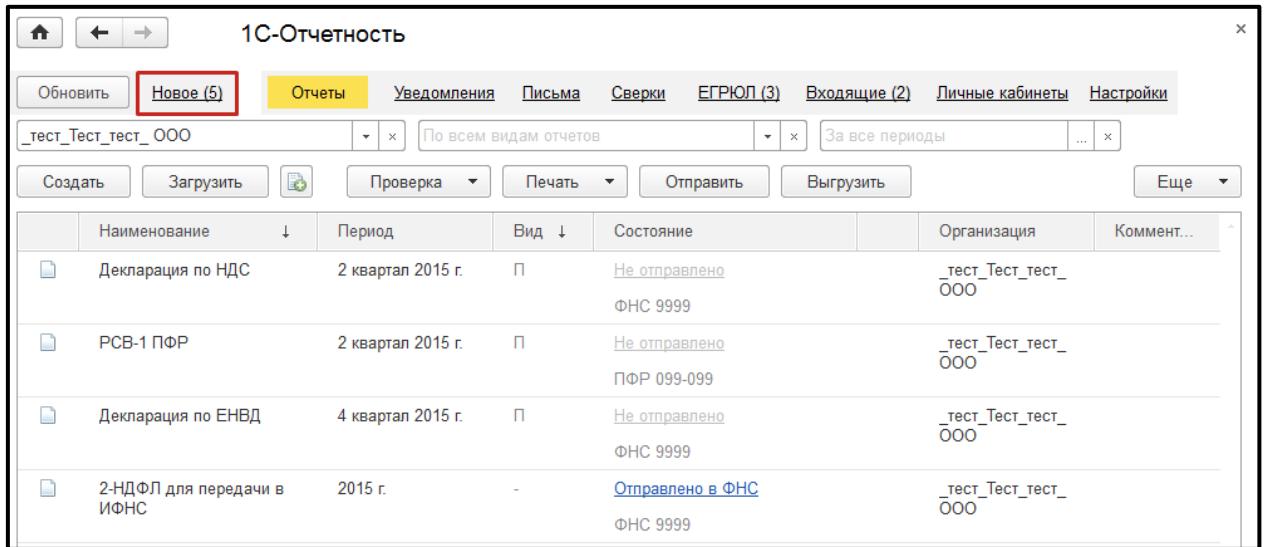 1С-Отчетность
Обновить Новое (5) Отчеты Уведомления Письма Сверки ЕГРЮЛ (3) Входящие (2) Личные кабинеты Настройки
_тест_Тест_тест_ ООО По всем видам отчетов За все периоды ...
Создать Загрузить Проверка Печать Отправить Выгрузить Еще
Наименование ↓ Период Вид ↓ Состояние Организация Коммент...
Декларация по НДС 2 квартал 2015 г. П Не отправлено _тест_Тест_тест_
ООО
ФНС 9999
РСВ-1 ПФР 2 квартал 2015 г. П Не отправлено _тест_Тест_тест_
ООО
ПФР 099-099
Декларация по ЕНВД 4 квартал 2015 г. П Не отправлено _тест_Тест_тест_
ООО
ФНС 9999
2-НДФЛ для передачи в 2015 г. - Отправлено в ФНС _тест_Тест_тест_
ИФНС ООО
ФНС 9999